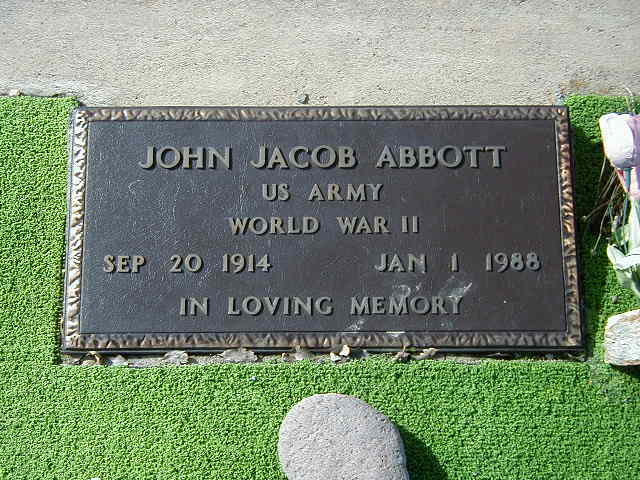 JOHN JACOB ABBOTT
US ARMY
WORLD WAR II
SEP 20 1914 JAN 1 1988
IN LOVING MEMORY